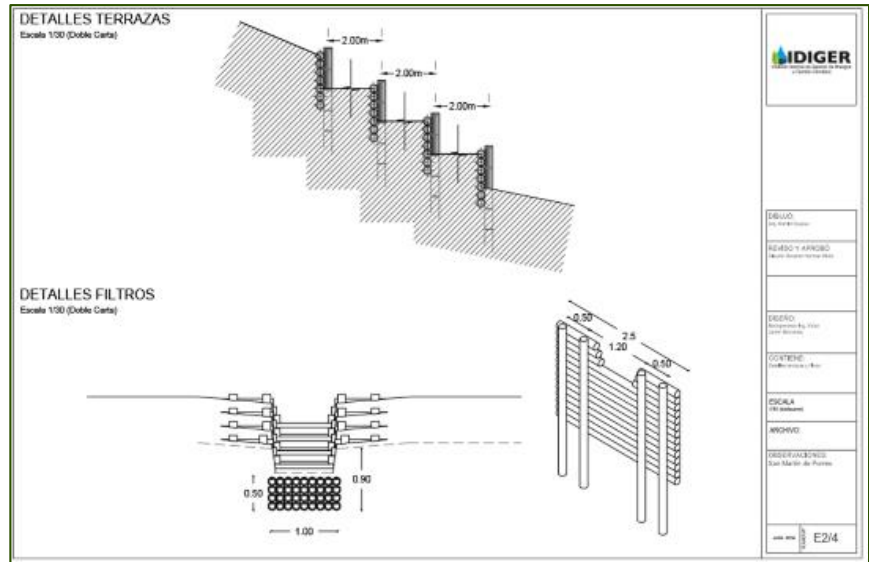 DETALLES TERRAZAS
Escala 1/30 (Doble Carta)
2.00m
2.00m
2.00m
DETALLES FILTROS
Escala 1/30 (Doble Carta)
0.50
0.90
1.00
0.50
2.5
1.20
0.50
IDIGER
DIBUJO:
REVISO Y APROBO
DISEÑO:
CONTIENE:
ESCALA
ARCHIVO:
OBSERVACIONES:
San Martin de Porres
E2/4